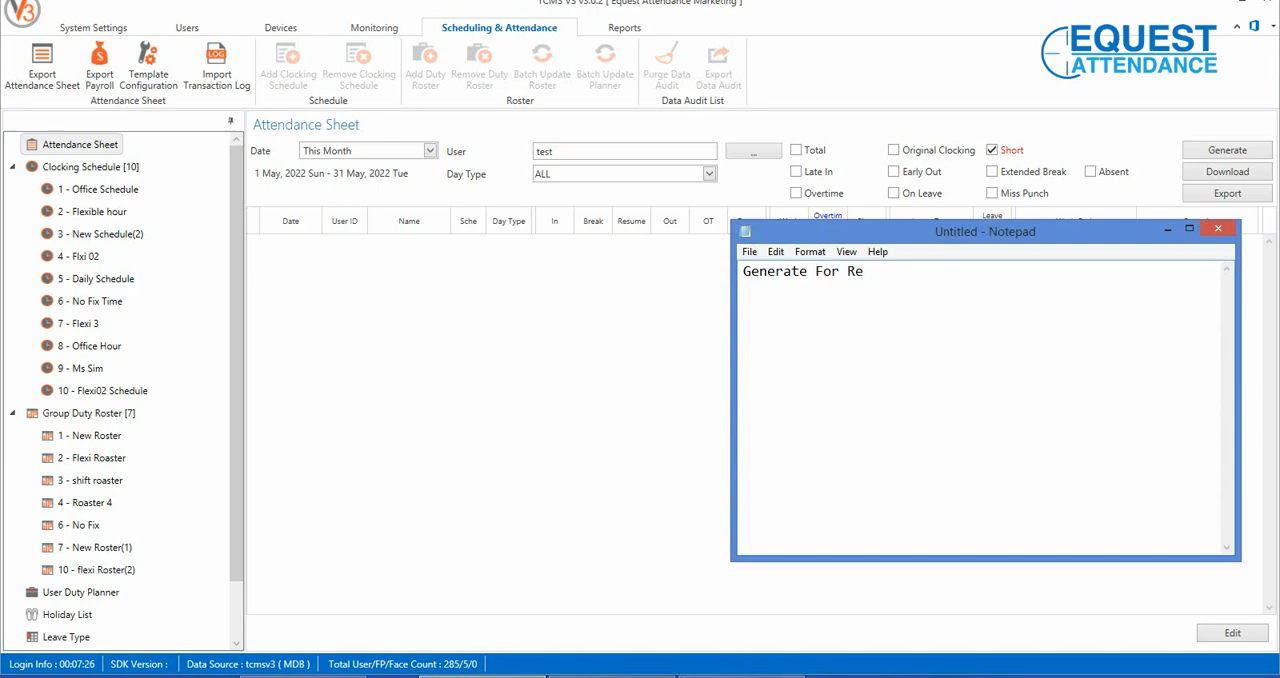 TCMS V3 v3.0.2 [ Equest Attendance Marketing ]
V3
System Settings
Users
Devices
Monitoring
Scheduling & Attendance
Reports
Export Attendance Sheet
Export Payroll
Template Configuration
Import Transaction Log
Attendance Sheet
Add Clocking Schedule
Remove Clocking Schedule
Schedule
Add Duty Roster
Remove Duty Roster
Batch Update Roster
Batch Update Planner
Roster
Purge Data Audit
Export Data Audit
Data Audit List
EQUEST
ATTENDANCE
Attendance Sheet
Clocking Schedule [10]
1 - Office Schedule
2 - Flexible hour
3 - New Schedule(2)
4 - Flxi 02
5 - Daily Schedule
6 - No Fix Time
7 - Flexi 3
8 - Office Hour
9 - Ms Sim
10 - Flexi02 Schedule
Group Duty Roster [7]
1 - New Roster
2 - Flexi Roaster
3 - shift roaster
4 - Roaster 4
6 - No Fix
7 - New Roster(1)
10 - flexi Roster(2)
User Duty Planner
Holiday List
Leave Type
Attendance Sheet
Date
This Month
User
test
...
1 May, 2022 Sun - 31 May, 2022 Tue
Day Type
ALL
Total
Original Clocking
Short
Late In
Early Out
Extended Break
Absent
Overtime
On Leave
Miss Punch
Generate
Download
Export
Date
User ID
Name
Sche
Day Type
In
Break
Resume
Out
OT
Overtim
Leave
Untitled - Notepad
File
Edit
Format
View
Help
Generate For Re
Edit
Login Info : 00:07:26
SDK Version :
Data Source : tcmsv3 ( MDB )
Total User/FP/Face Count : 285/5/0